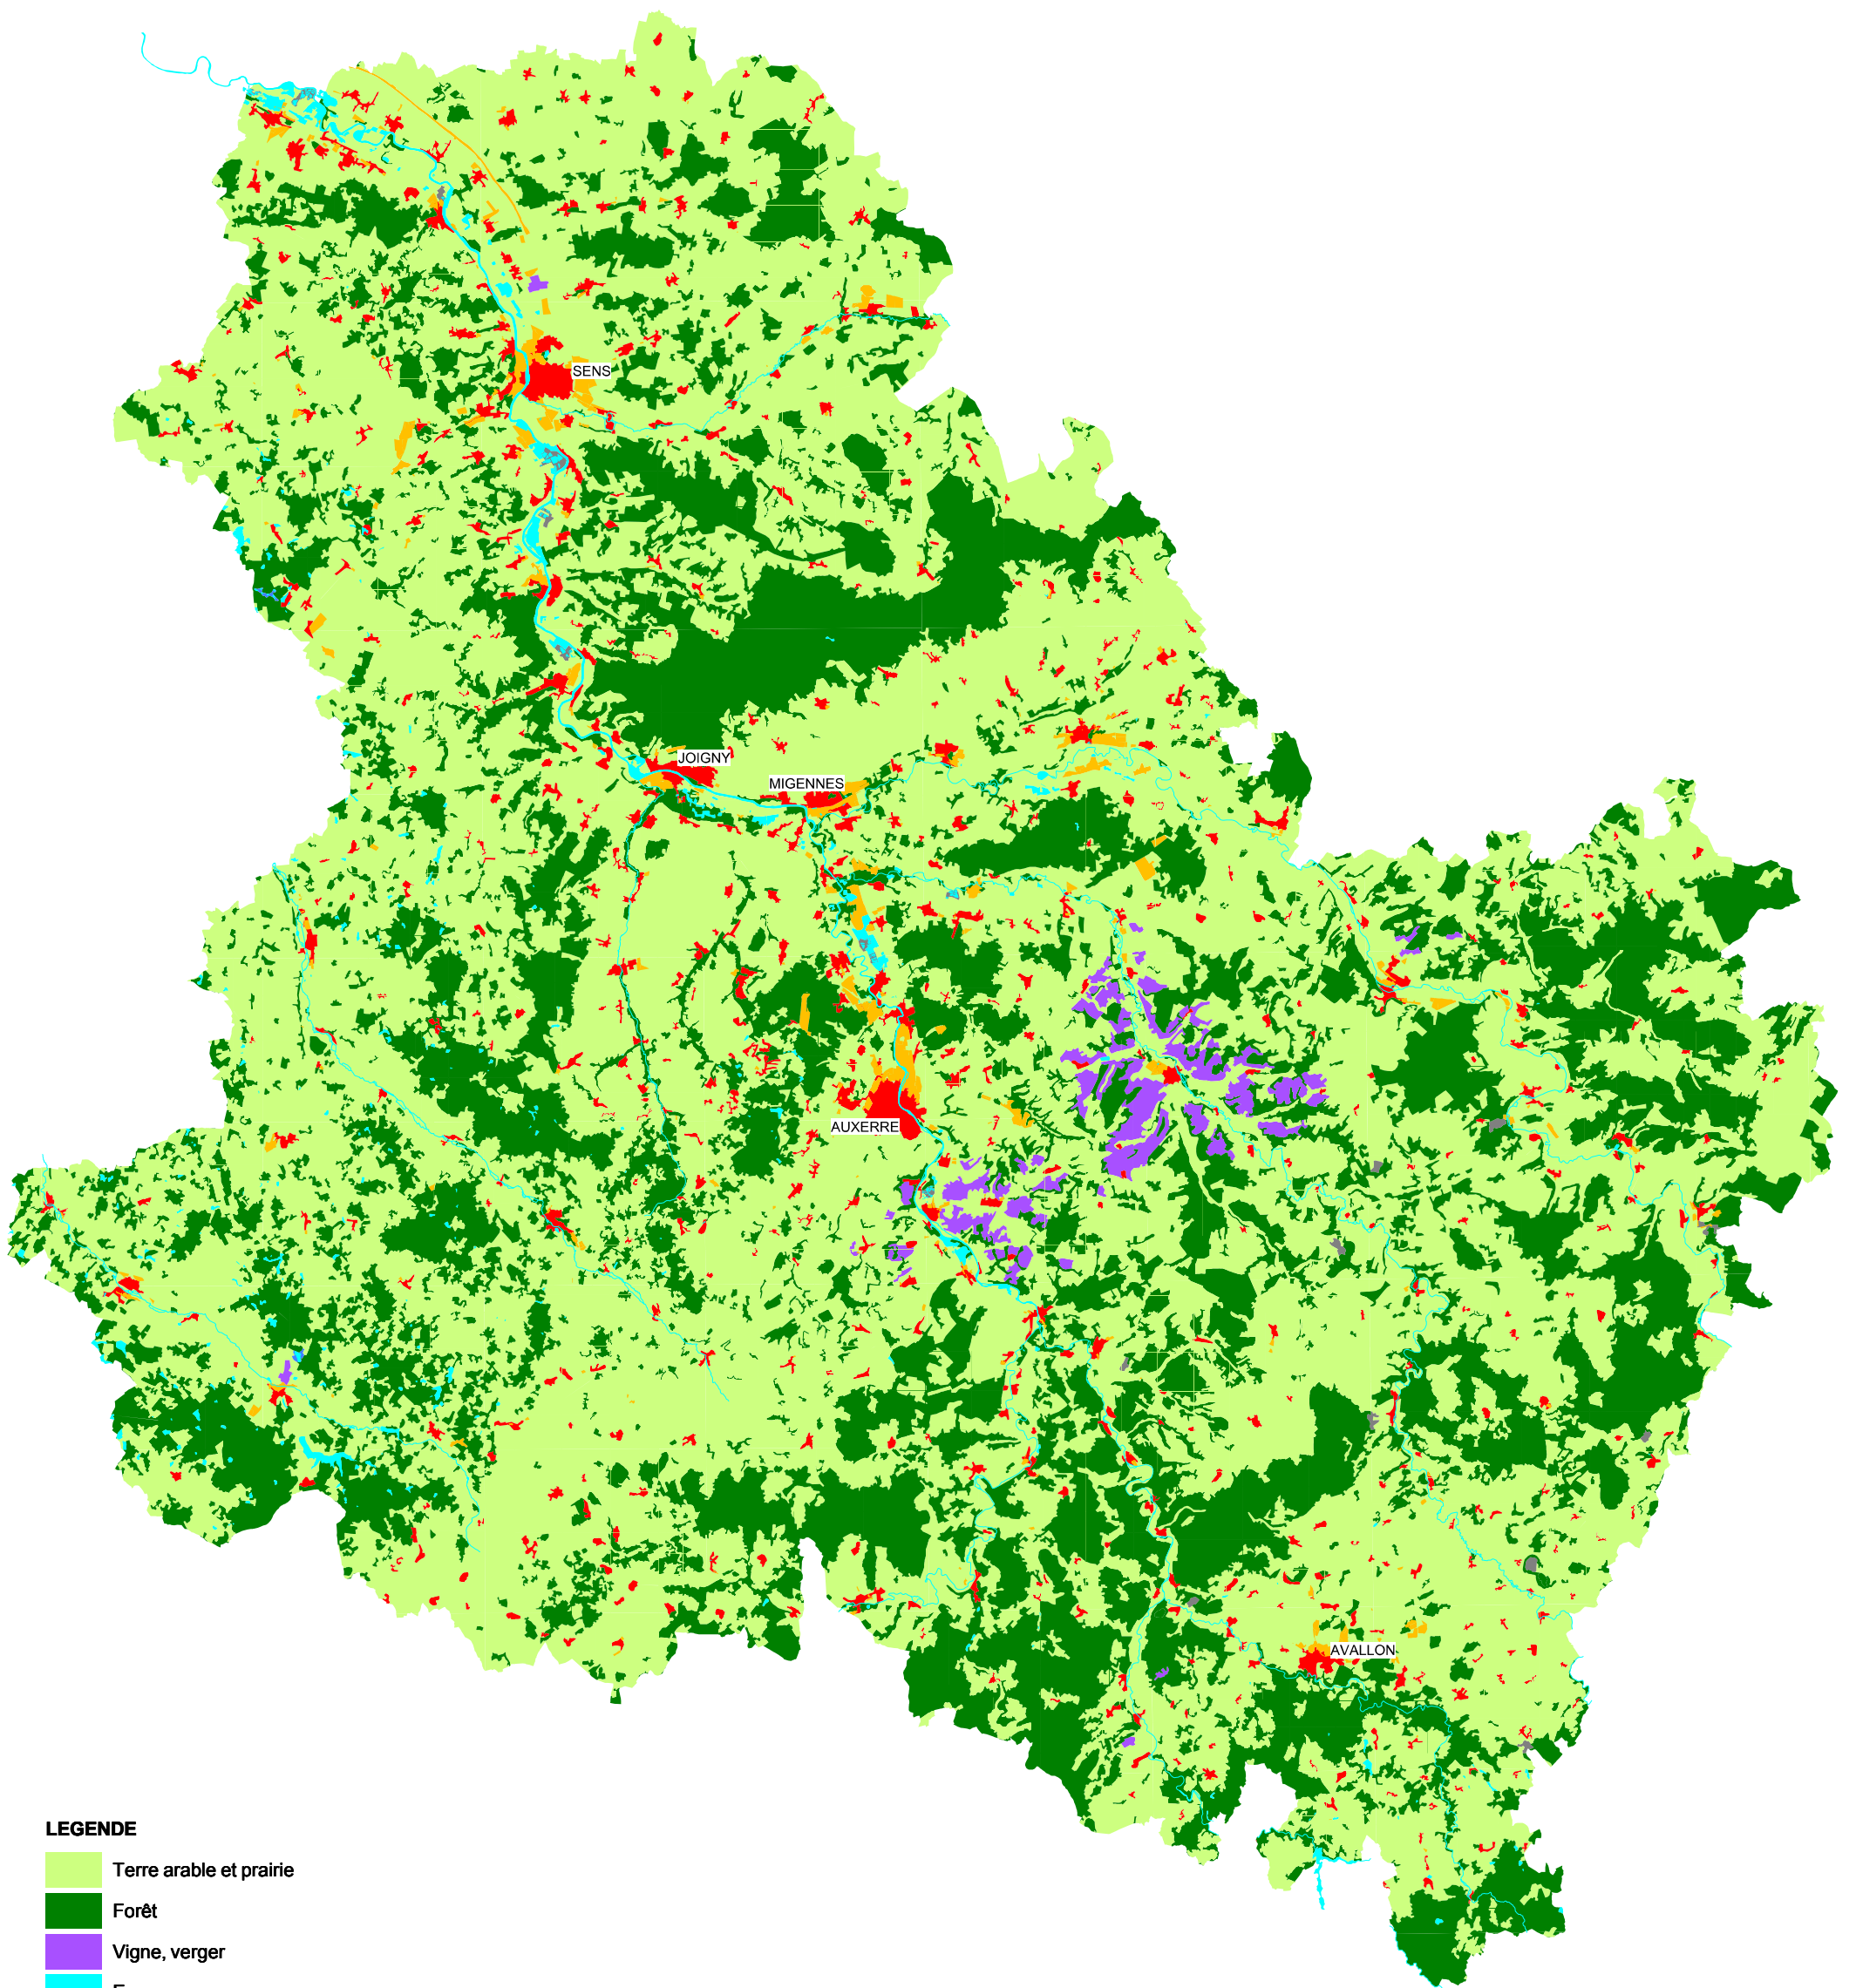 SENS
JOIGNY
MIGENNES
AUXERRE
AVALLON
LEGENDE
Terre arable et prairie
Forêt
Vigne, verger